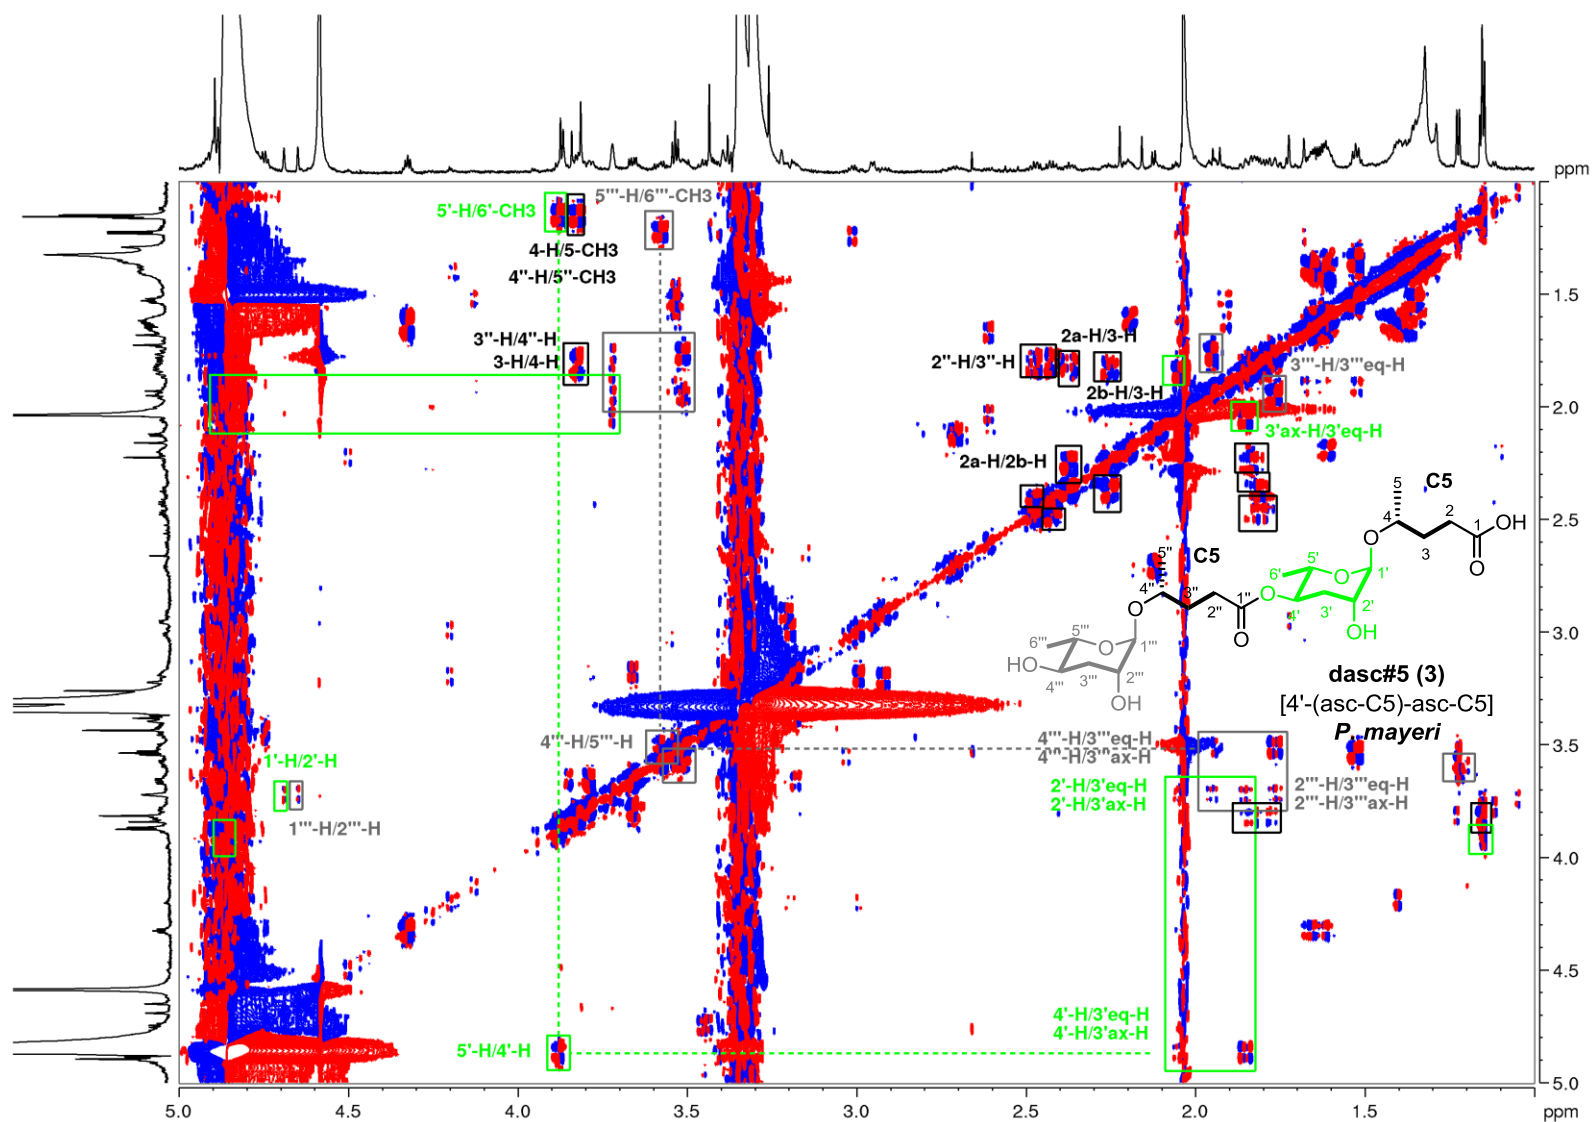 ppm
5'''-H/6'''-CH3
5'-H/6'-CH3
4-H/5-CH3
4''-H/5''-CH3
1.5
3''-H/4''-H
3-H/4-H
2a-H/3-H
2''-H/3''-H
3'''-H/3'''eq-H
2b-H/3-H
2.0
3'ax-H/3'eq-H
2a-H/2b-H
5 C5
2.5
4 2 1 OH
O 3 O
5'' C5
5' 6' O 1'
4'' 3'' 1'' O
O 2'' O 4' 3' 2'
3.0
5''' OH
6''' O 1'''
HO 4''' 3''' 2'''
OH
dasc#5 (3)
[4'-(asc-C5)-asc-C5]
P. mayeri
4'''-H/5'''-H
4'''-H/3'''eq-H
4'''-H/3'''ax-H
3.5
1'-H/2'-H
2'-H/3'eq-H
2'''-H/3'''eq-H
2'-H/3'ax-H
2'''-H/3'''ax-H
1'''-H/2'''-H
4.0
4.5
4'-H/3'eq-H
4'-H/3'ax-H
5'-H/4'-H
5.0
5.0 4.5 4.0 3.5 3.0 2.5 2.0 1.5 ppm